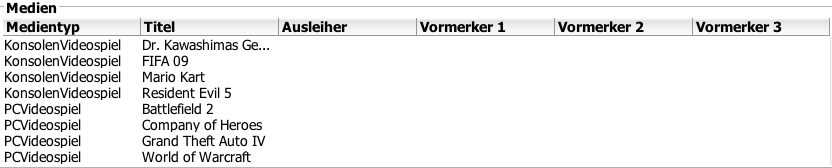 Medien
Medientyp Titel Ausleiher Vormerker 1 Vormerker 2 Vormerker 3
KonsolenVideospiel Dr. Kawashimas Ge...
KonsolenVideospiel FIFA 09
KonsolenVideospiel Mario Kart
KonsolenVideospiel Resident Evil 5
PCVideospiel Battlefield 2
PCVideospiel Company of Heroes
PCVideospiel Grand Theft Auto IV
PCVideospiel World of Warcraft